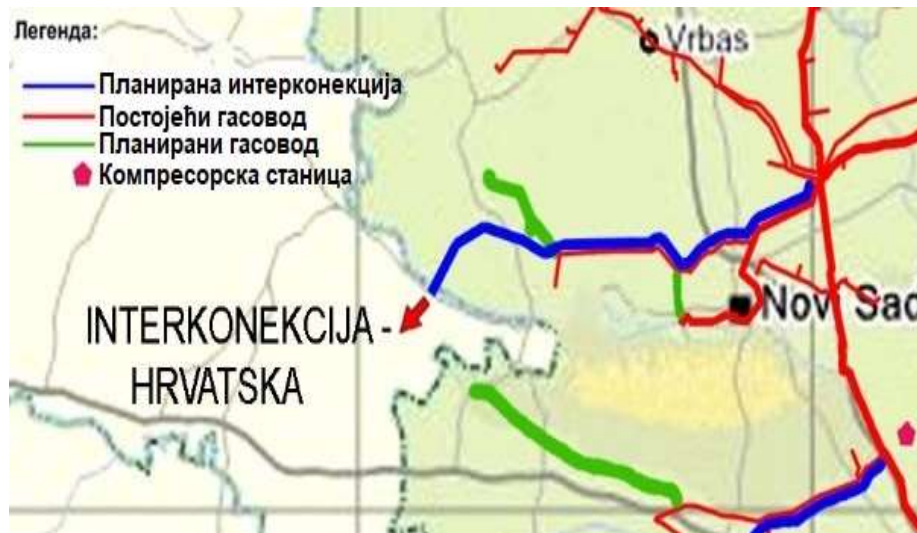 Легенда:
Планирана интерконекција
Постојећи гасовод
Планирани гасовод
Компресорска станица
Vrbas
Novi Sad
INTERKONEKCIJA -
HRVATSKA